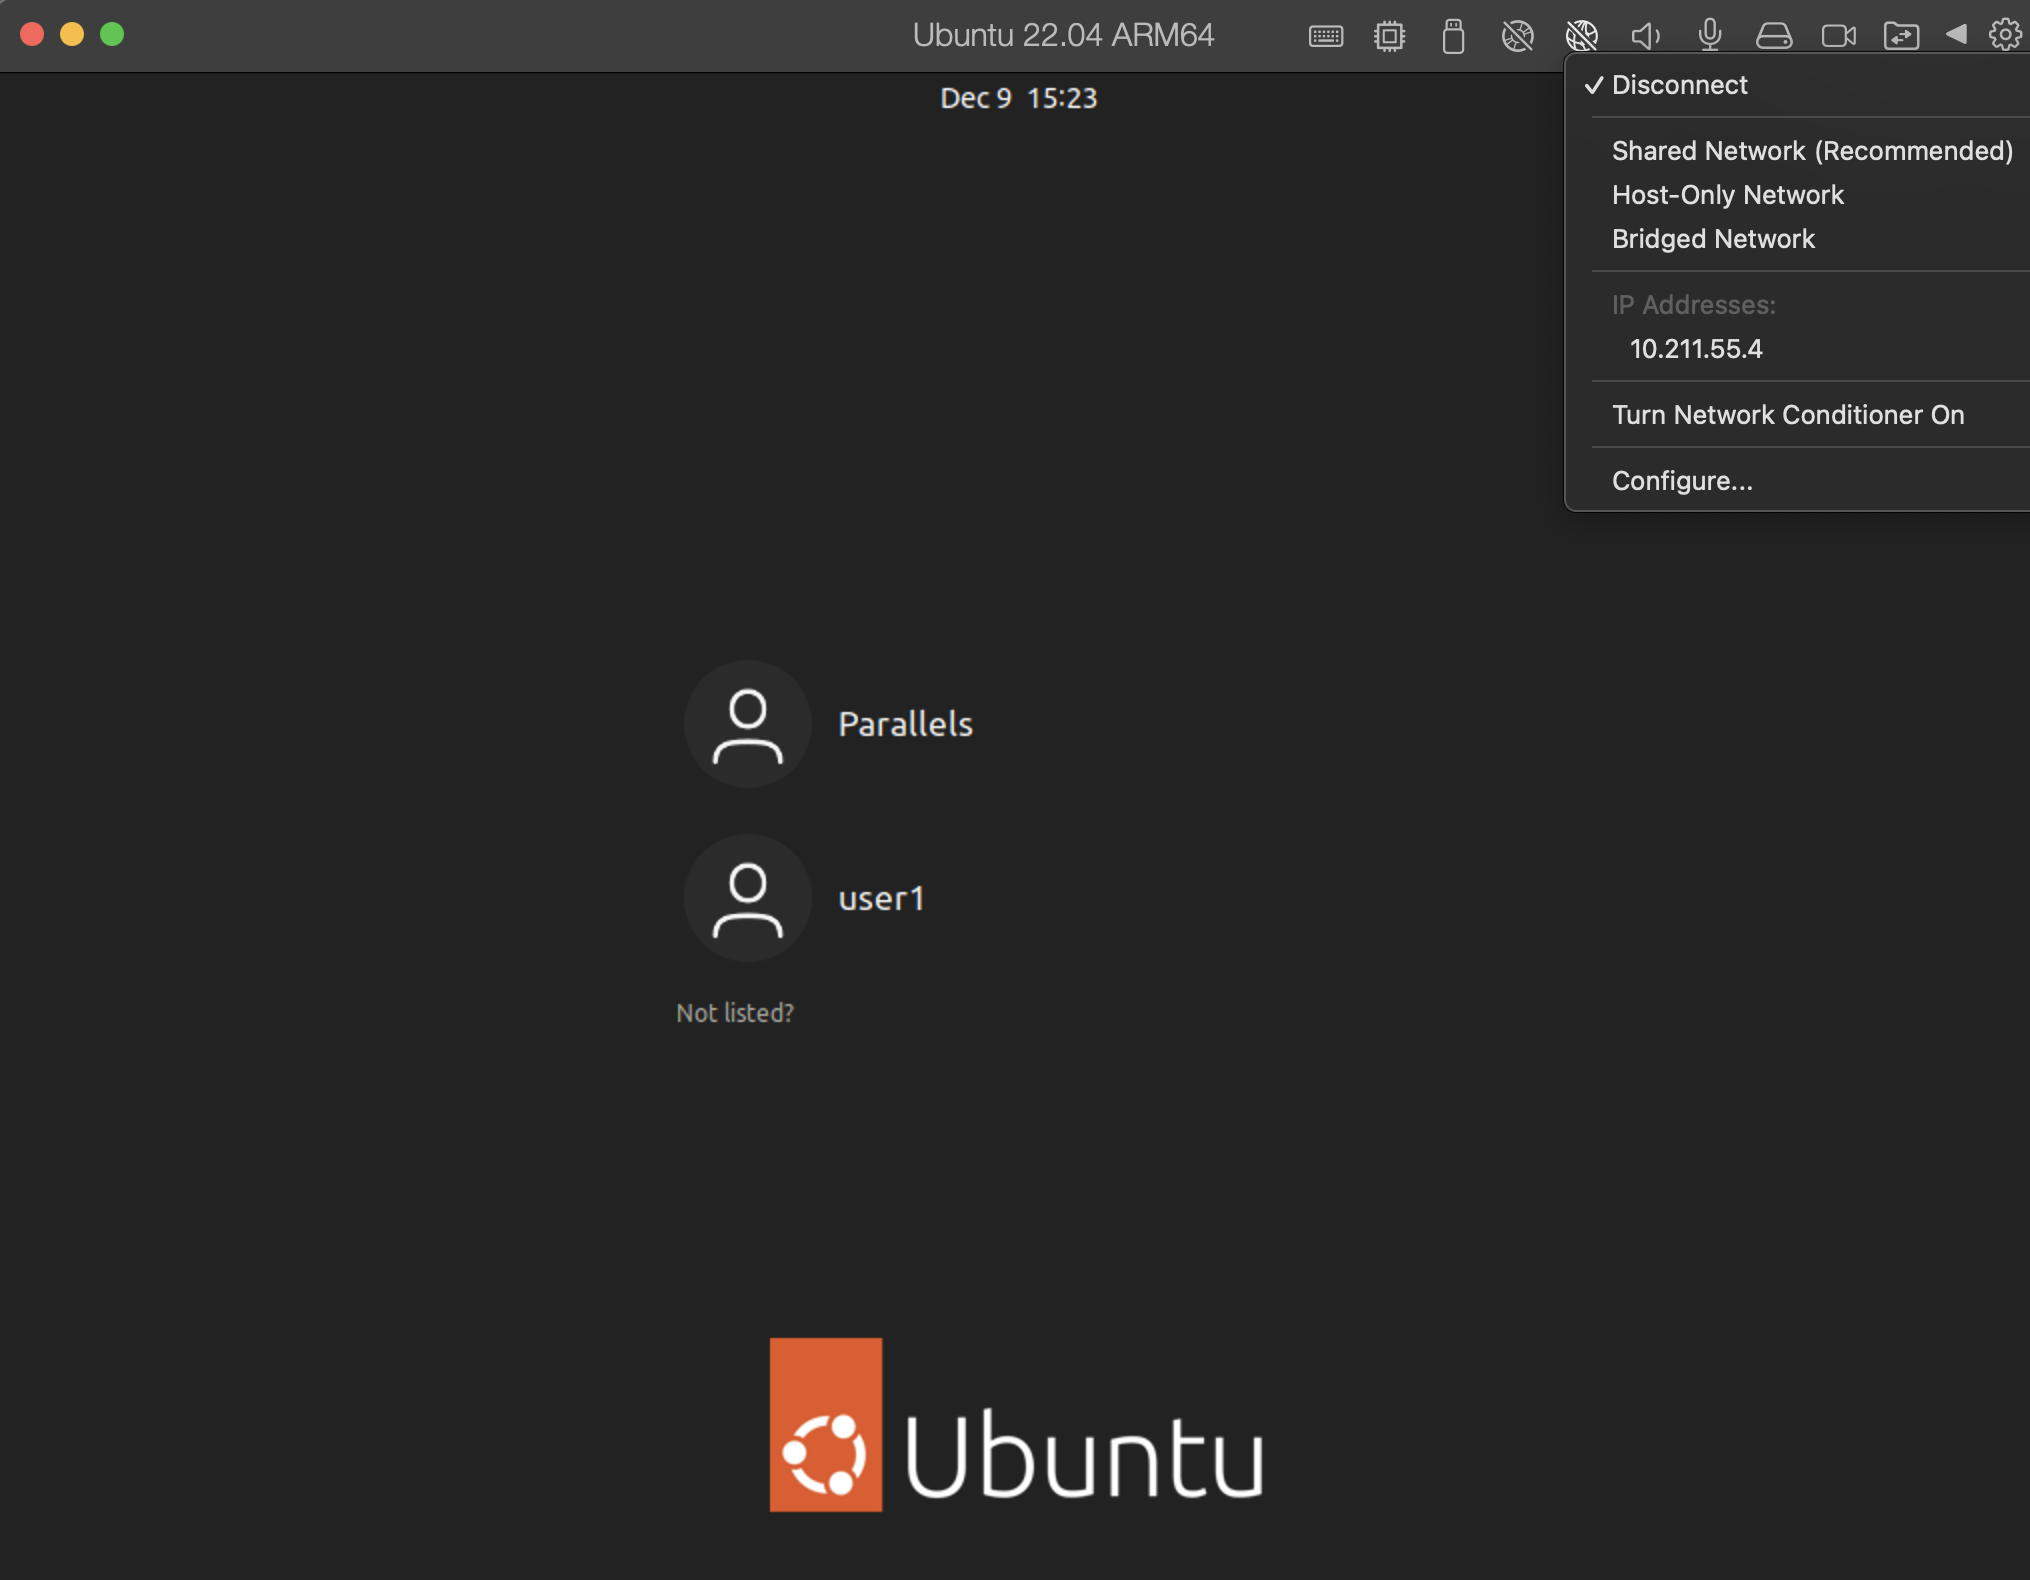 Ubuntu 22.04 ARM64
Dec 9 15:23
✓ Disconnect
Shared Network (Recommended)
Host-Only Network
Bridged Network
IP Addresses:
10.211.55.4
Turn Network Conditioner On
Configure...
Parallels
user1
Not listed?
Ubuntu